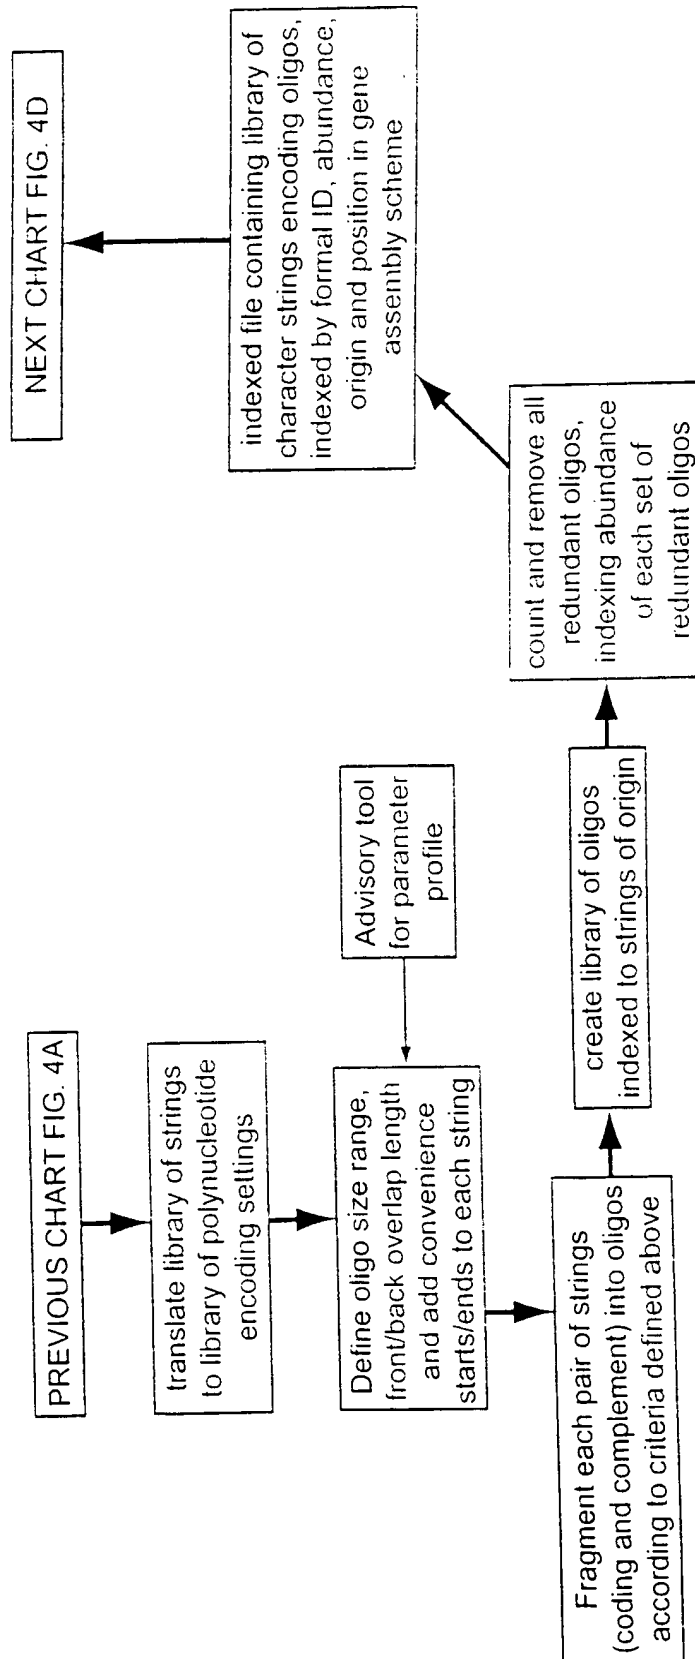 PREVIOUS CHART FIG. 4A
translate library of strings
to library of polynucleotide
encoding settings
Define oligo size range,
front/back overlap length
and add convenience
starts/ends to each string
Advisory tool
for parameter
profile
Fragment each pair of strings
(coding and complement) into oligos
according to criteria defined above
create library of oligos
indexed to strings of origin
count and remove all
redundant oligos,
indexing abundance
of each set of
redundant oligos
indexed file containing library of
character strings encoding oligos,
indexed by formal ID, abundance,
origin and position in gene
assembly scheme
NEXT CHART FIG. 4D